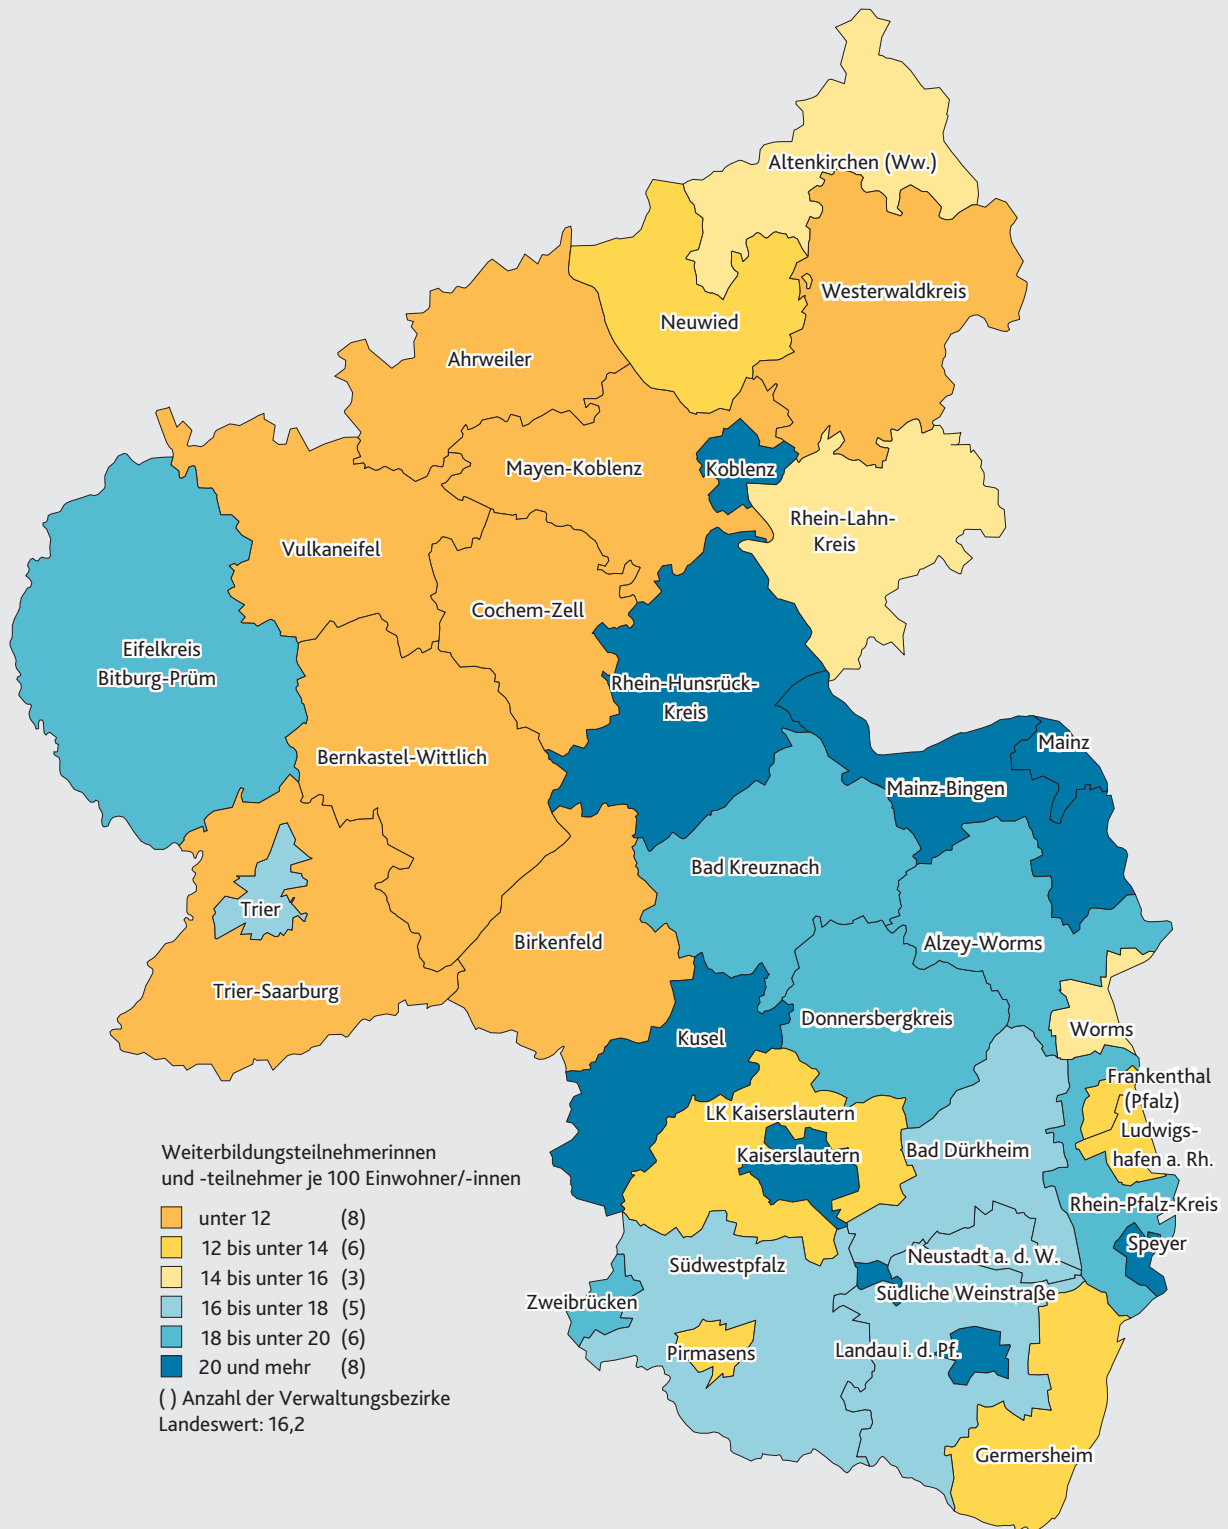 Altenkirchen (Ww.)
Westerwaldkreis
Neuwied
Ahrweiler
Mayen-Koblenz
Koblenz
Rhein-Lahn-
Kreis
Vulkaneifel
Cochem-Zell
Eifelkreis
Bitburg-Prüm
Rhein-Hunsrück-
Kreis
Bernkastel-Wittlich
Mainz
Mainz-Bingen
Bad Kreuznach
Trier
Birkenfeld
Alzey-Worms
Trier-Saarburg
Donnersbergkreis
Worms
Kusel
Frankenthal
(Pfalz)
LK Kaiserslautern
Ludwigs-
hafen a. Rh.
Kaiserslautern
Bad Dürkheim
Rhein-Pfalz-Kreis
Speyer
Neustadt a. d. W.
Südwestpfalz
Südliche Weinstraße
Zweibrücken
Pirmasens
Landau i. d. Pf.
Germersheim
Weiterbildungsteilnehmerinnen
und -teilnehmer je 100 Einwohner/-innen
unter 12 (8)
12 bis unter 14 (6)
14 bis unter 16 (3)
16 bis unter 18 (5)
18 bis unter 20 (6)
20 und mehr (8)
( ) Anzahl der Verwaltungsbezirke
Landeswert: 16,2